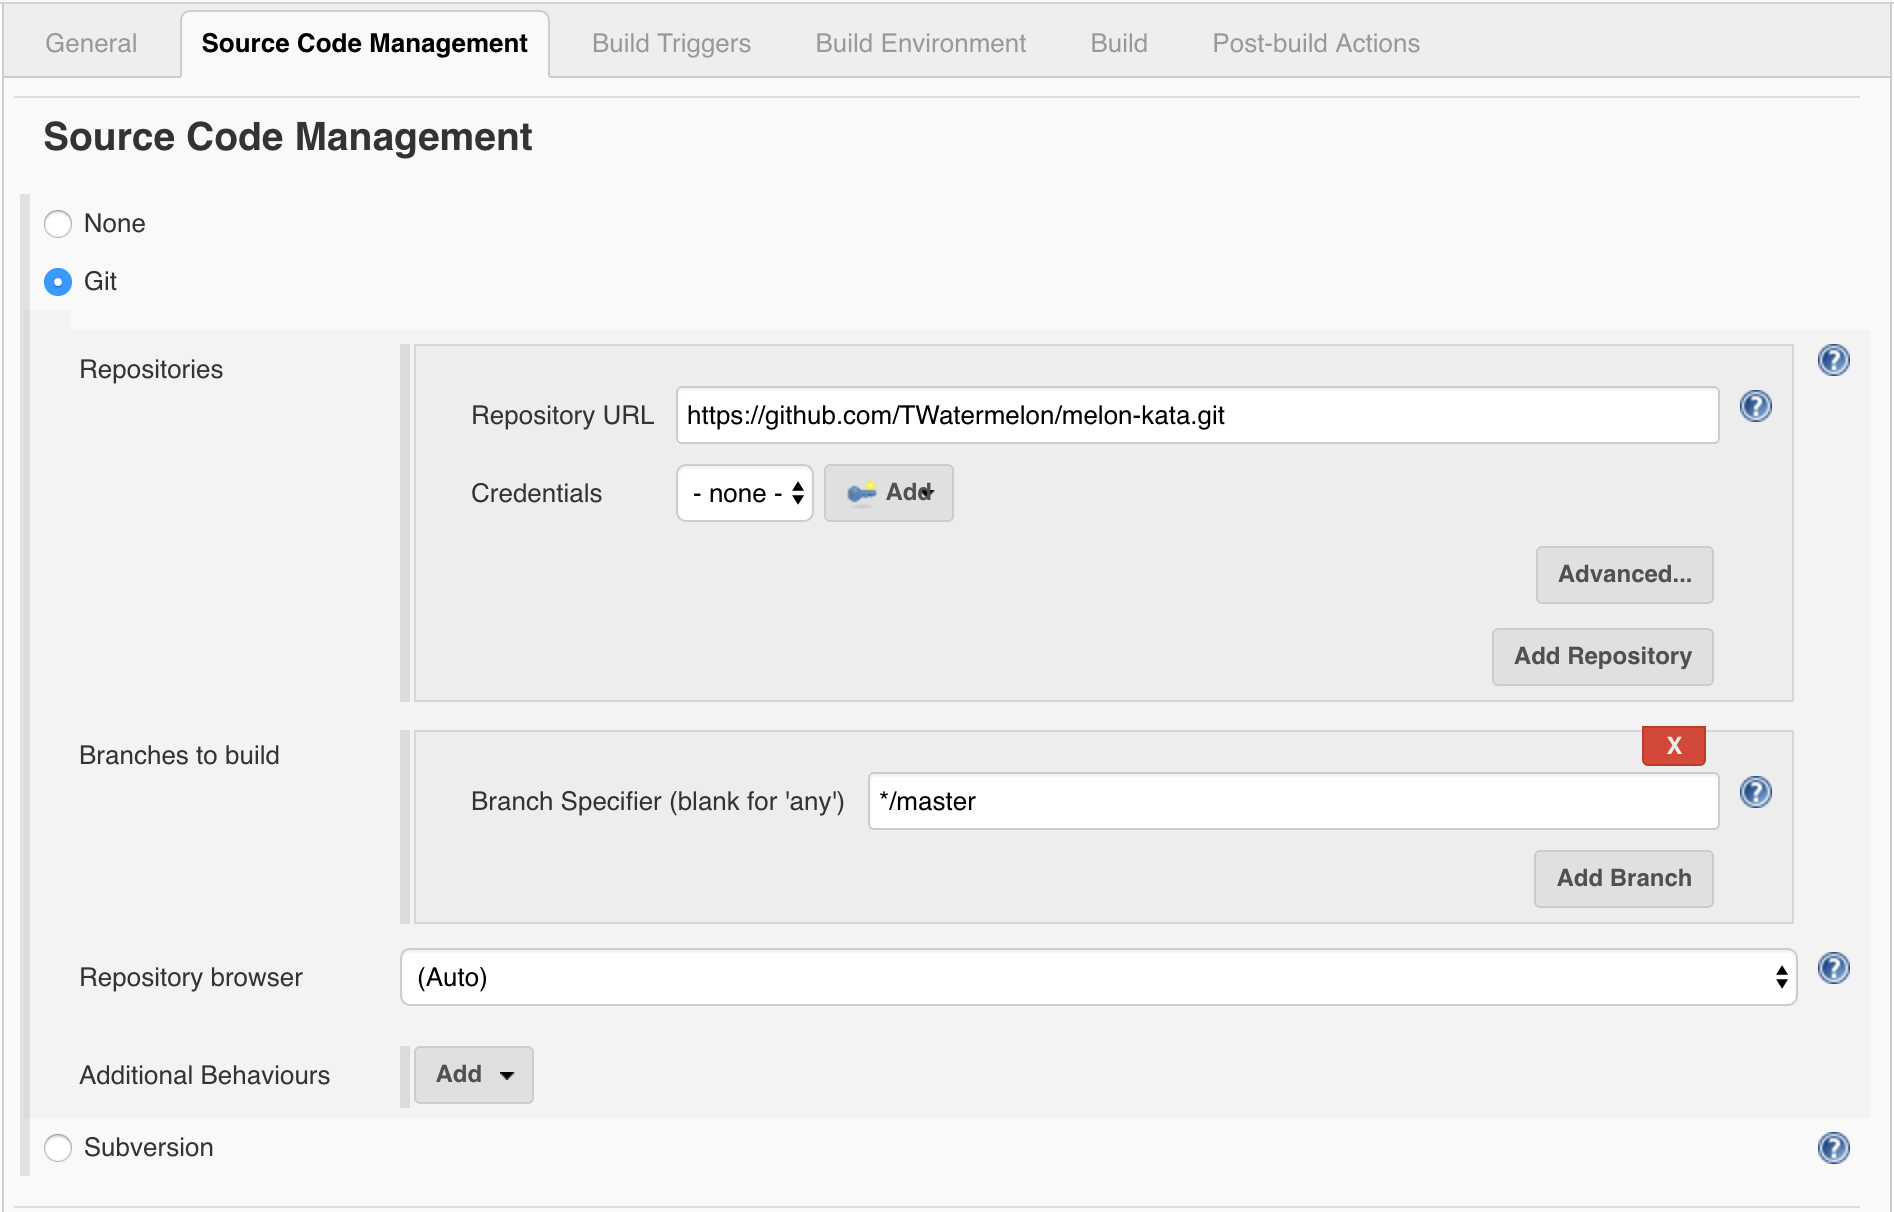 General Source Code Management Build Triggers Build Environment Build Post-build Actions
Source Code Management
None
Git
Repositories
Repository URL https://github.com/TWatermelon/melon-kata.git
Credentials - none - Add
Advanced...
Add Repository
Branches to build
X
Branch Specifier (blank for 'any') */master
Add Branch
Repository browser (Auto)
Additional Behaviours Add
Subversion